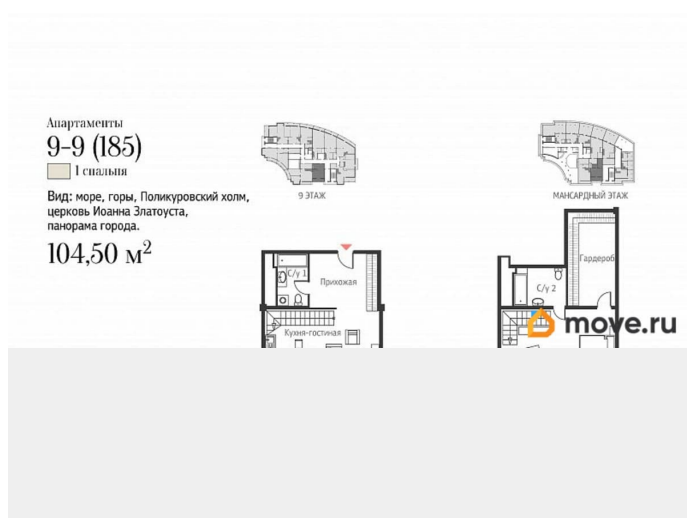 Апартаменты
9-9 (185)
1 спальня
Вид: море, горы, Поликуровский холм,
церковь Иоанна Златоуста,
панорама города.
104,50 м²
9 ЭТАЖ
МАНСАРДНЫЙ ЭТАЖ
С/у 1
Прихожая
Кухня-гостиная
Гардероб
С/у 2
move.ru